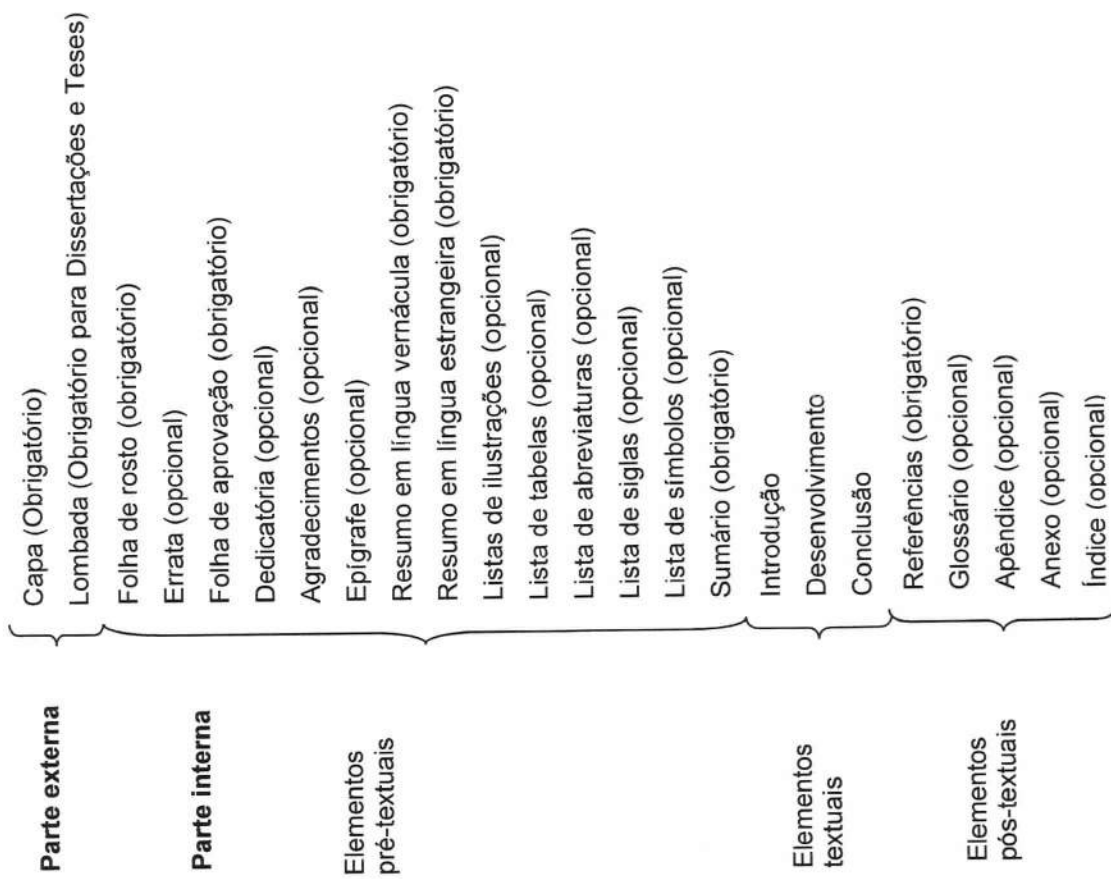 Parte externa
Capa (Obrigatório)
Lombada (Obrigatório para Dissertações e Teses)
Parte interna
Elementos
pré-textuais
Folha de rosto (obrigatório)
Errata (opcional)
Folha de aprovação (obrigatório)
Dedicatória (opcional)
Agradecimentos (opcional)
Epígrafe (opcional)
Resumo em língua vernácula (obrigatório)
Resumo em língua estrangeira (obrigatório)
Listas de ilustrações (opcional)
Lista de tabelas (opcional)
Lista de abreviaturas (opcional)
Lista de siglas (opcional)
Lista de símbolos (opcional)
Sumário (obrigatório)
Elementos
textuais
Introdução
Desenvolvimento
Conclusão
Elementos
pós-textuais
Referências (obrigatório)
Glossário (opcional)
Apêndice (opcional)
Anexo (opcional)
Índice (opcional)